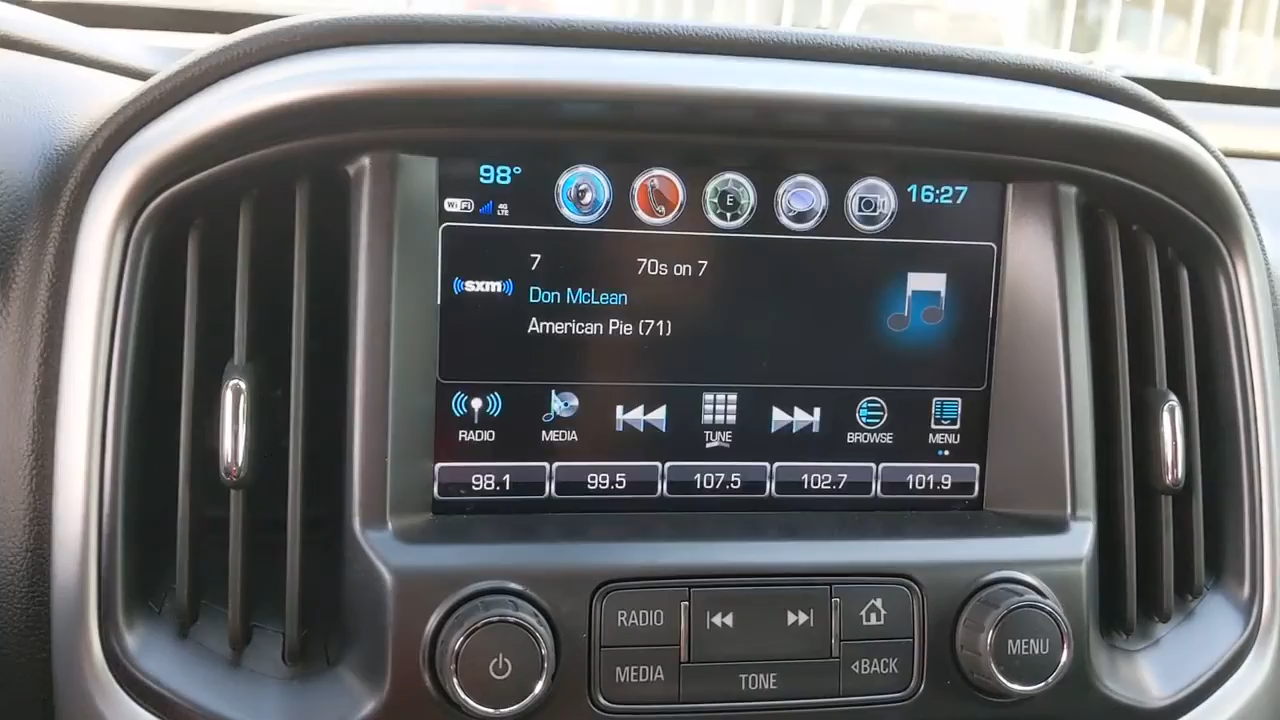 98°
16:27
WiFi
4G
LTE
E
7
70s on 7
((sxm))
Don McLean
American Pie (71)
RADIO
MEDIA
TUNE
BROWSE
MENU
98.1
99.5
107.5
102.7
101.9
RADIO
MEDIA
TONE
BACK
MENU